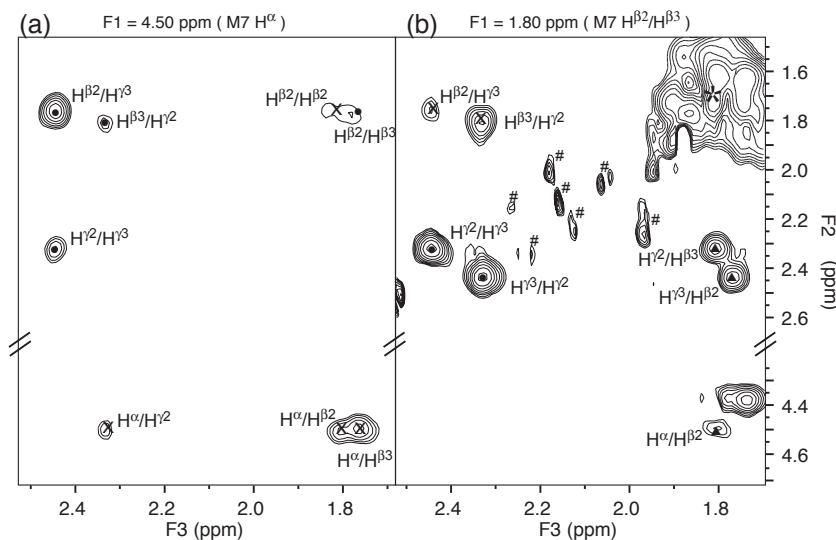 (a) F1 = 4.50 ppm ( M7 Hα )
(b) F1 = 1.80 ppm (M7 Hβ2/Hβ3)
Hβ2/Hγ3
Hβ3/Hγ2
Hβ2/Hβ2
Hβ2/Hβ3
Hγ2/Hγ3
Hα/Hγ2
Hα/Hβ2
Hα/Hβ3
Hβ2/Hγ3
Hβ3/Hγ2
#
#
#
#
#
#
#
Hγ2/Hγ3
Hγ3/Hγ2
Hγ2/Hβ3
Hγ3/Hβ2
Hα/Hβ2
1.6
1.8
2.0
2.2
2.4
2.6
4.4
4.6
F2 (ppm)
2.4 2.2 2.0 1.8
F3 (ppm)
2.4 2.2 2.0 1.8
F3 (ppm)